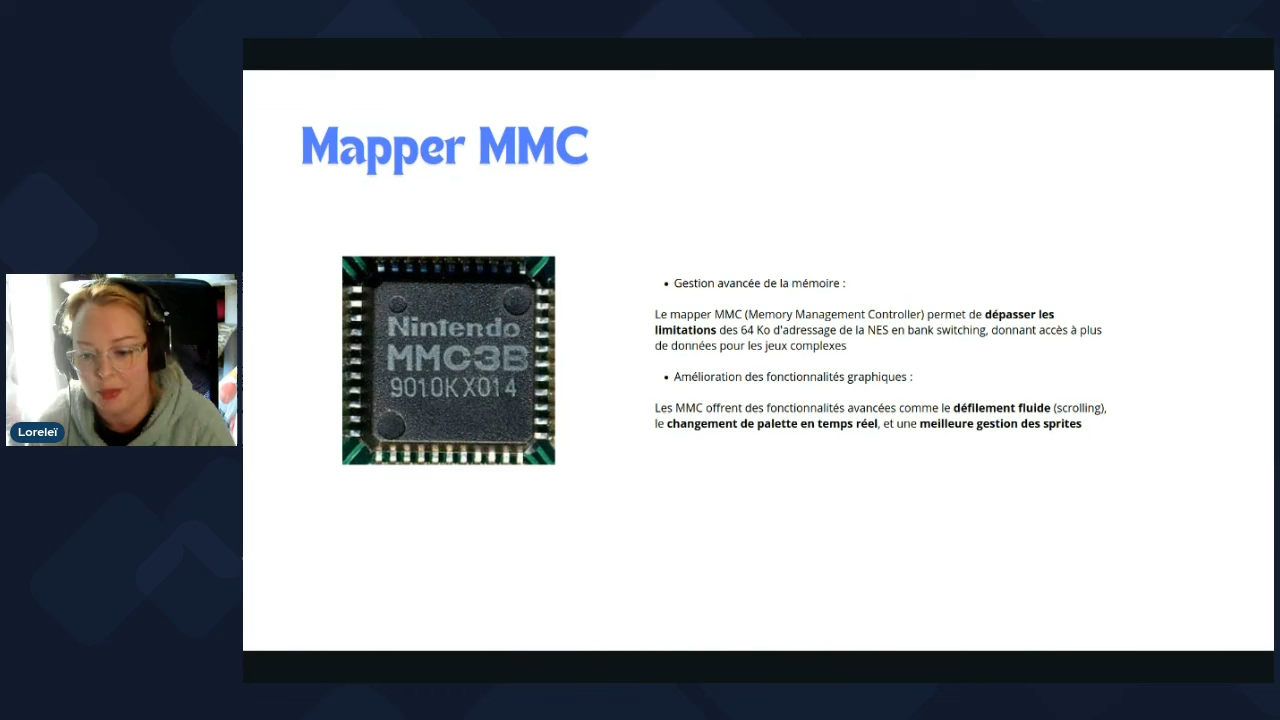 Mapper MMC
Nintendo
MMC3B
9010KX014
• Gestion avancée de la mémoire :
Le mapper MMC (Memory Management Controller) permet de dépasser les
limitations des 64 Ko d'adressage de la NES en bank switching, donnant accès à plus
de données pour les jeux complexes
• Amélioration des fonctionnalités graphiques :
Les MMC offrent des fonctionnalités avancées comme le défilement fluide (scrolling),
le changement de palette en temps réel, et une meilleure gestion des sprites
Loreleï